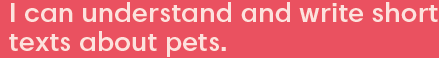 I can understand and write short
texts about pets.